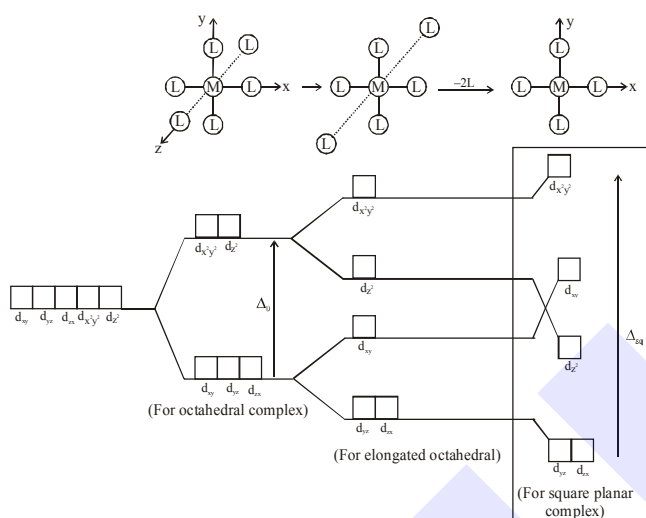 y
L
L
L
M
L
x
L
L
z
L
L
L
M
L
L
L
–2L
y
L
L
M
L
x
L
d_x²y²
d_x²y²
d_x²y² d_z²
d_z²
d_xy
Δ₀
d_xy d_yz d_zx d_x²y² d_z²
d_xy
d_z²
Δ_sq
d_xy d_yz d_zx
(For octahedral complex)
d_yz d_zx
(For elongated octahedral)
d_yz d_zx
(For square planar
complex)